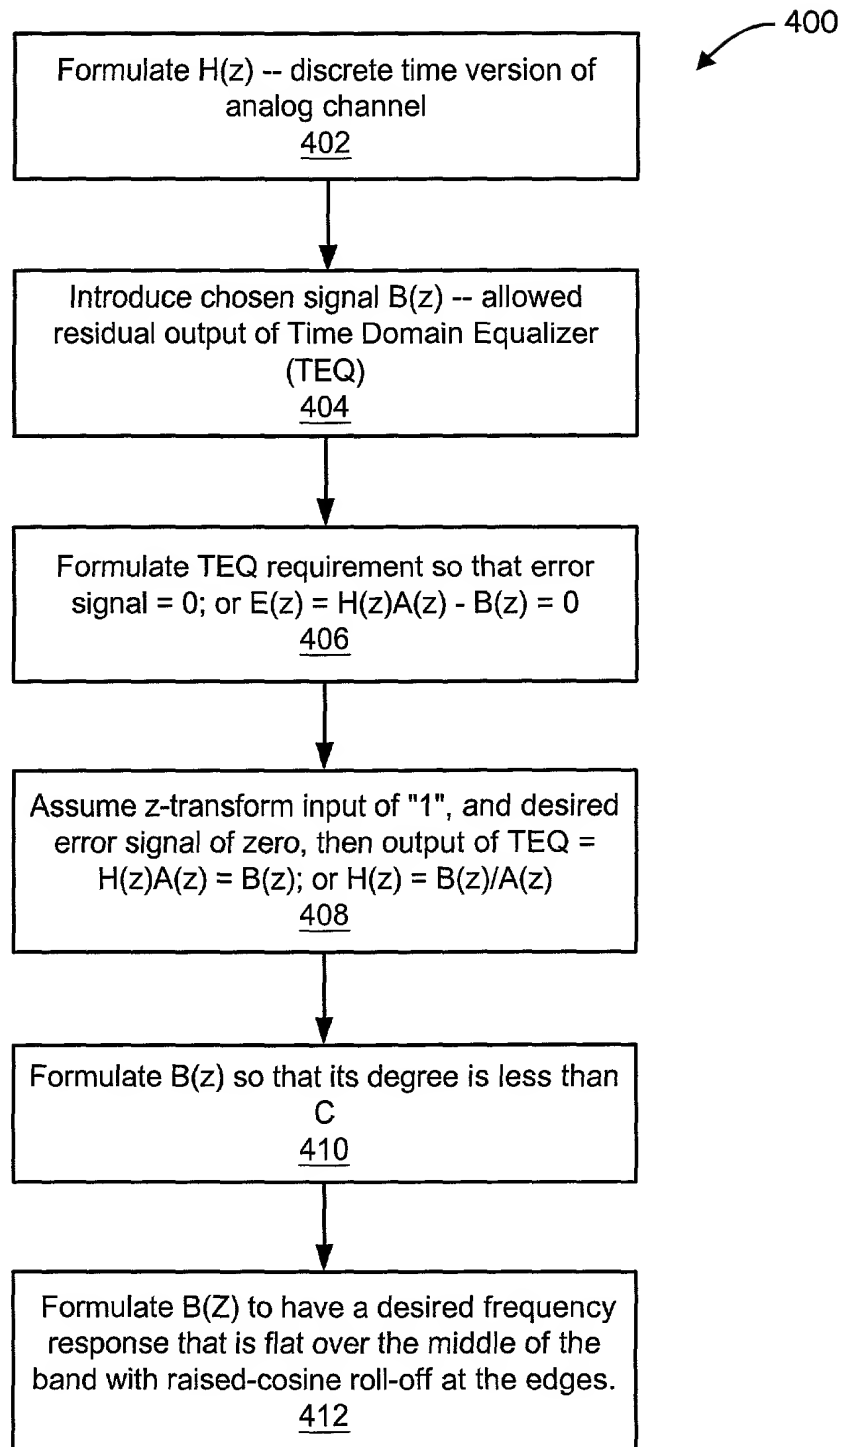 400
Formulate H(z) -- discrete time version of
analog channel
402
Introduce chosen signal B(z) -- allowed
residual output of Time Domain Equalizer
(TEQ)
404
Formulate TEQ requirement so that error
signal = 0; or E(z) = H(z)A(z) - B(z) = 0
406
Assume z-transform input of "1", and desired
error signal of zero, then output of TEQ =
H(z)A(z) = B(z); or H(z) = B(z)/A(z)
408
Formulate B(z) so that its degree is less than
C
410
Formulate B(Z) to have a desired frequency
response that is flat over the middle of the
band with raised-cosine roll-off at the edges.
412